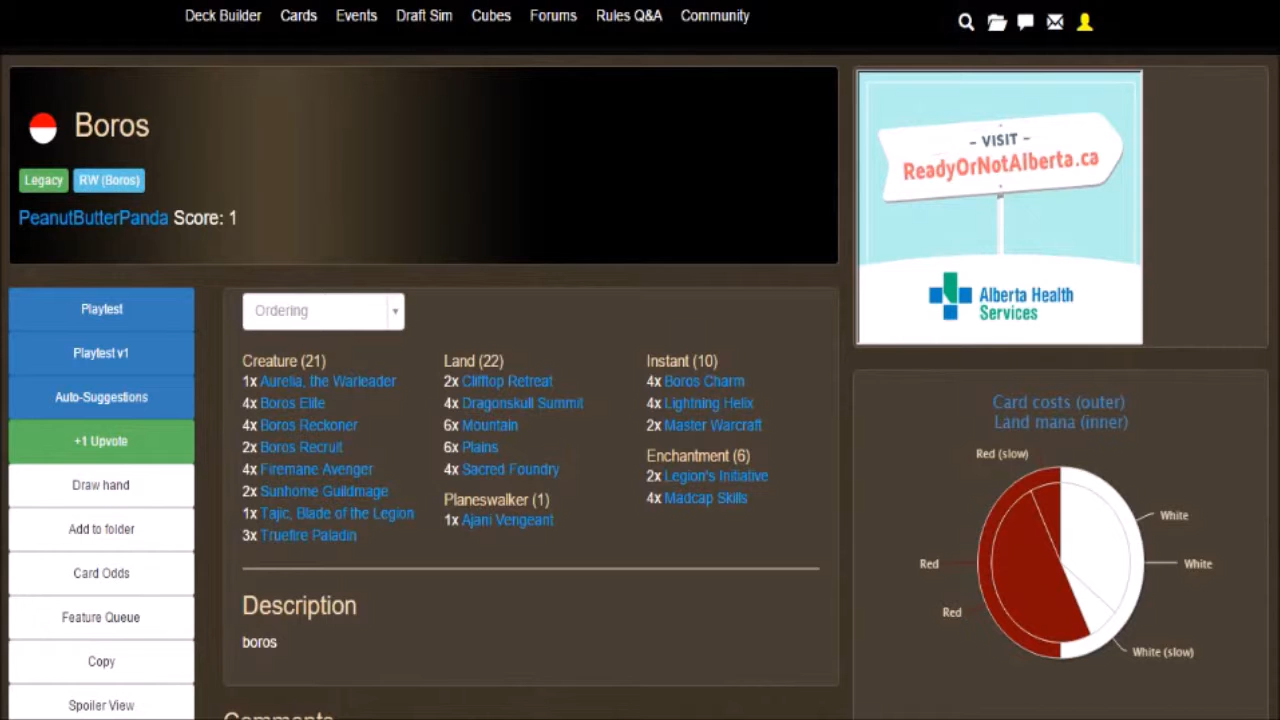 Deck Builder Cards Events Draft Sim Cubes Forums Rules Q&A Community
Boros
Legacy RW (Boros)
PeanutButterPanda Score: 1
- VISIT -
ReadyOrNotAlberta.ca
Alberta Health
Services
Playtest
Playtest v1
Auto-Suggestions
+1 Upvote
Draw hand
Add to folder
Card Odds
Feature Queue
Copy
Spoiler View
Ordering
Creature (21)
1x Aurelia, the Warleader
4x Boros Elite
4x Boros Reckoner
2x Boros Recruit
4x Firemane Avenger
2x Sunhome Guildmage
1x Tajic, Blade of the Legion
3x Truefire Paladin
Land (22)
2x Clifftop Retreat
4x Dragonskull Summit
6x Mountain
6x Plains
4x Sacred Foundry
Planeswalker (1)
1x Ajani Vengeant
Instant (10)
4x Boros Charm
4x Lightning Helix
2x Master Warcraft
Enchantment (6)
2x Legion's Initiative
4x Madcap Skills
Description
boros
Comments
Card costs (outer)
Land mana (inner)
Red (slow)
White
Red
White
Red
White (slow)